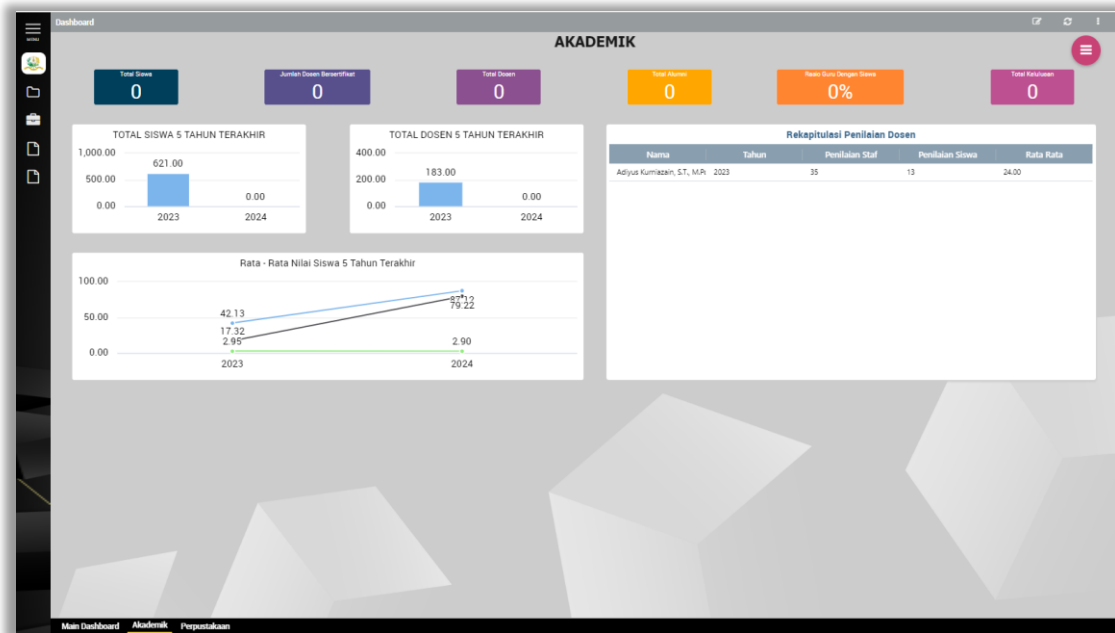 Dashboard
MENU
AKADEMIK
Total Siswa
0
Jumlah Dosen Bersertifikat
0
Total Dosen
0
Total Alumni
0
Rasio Guru Dengan Siswa
0%
Total Kelulusan
0
TOTAL SISWA 5 TAHUN TERAKHIR
1,000.00
500.00
0.00
621.00
0.00
2023 2024
TOTAL DOSEN 5 TAHUN TERAKHIR
400.00
200.00
0.00
183.00
0.00
2023 2024
Rekapitulasi Penilaian Dosen
Nama Tahun Penilaian Staf Penilaian Siswa Rata Rata
Adiyus Kurniazain, S.T., M.P 2023 35 13 24.00
Rata - Rata Nilai Siswa 5 Tahun Terakhir
100.00
50.00
0.00
42.13
17.32
2.95
87.12
79.22
2.90
2023 2024
Main Dashboard Akademik Perpustakaan